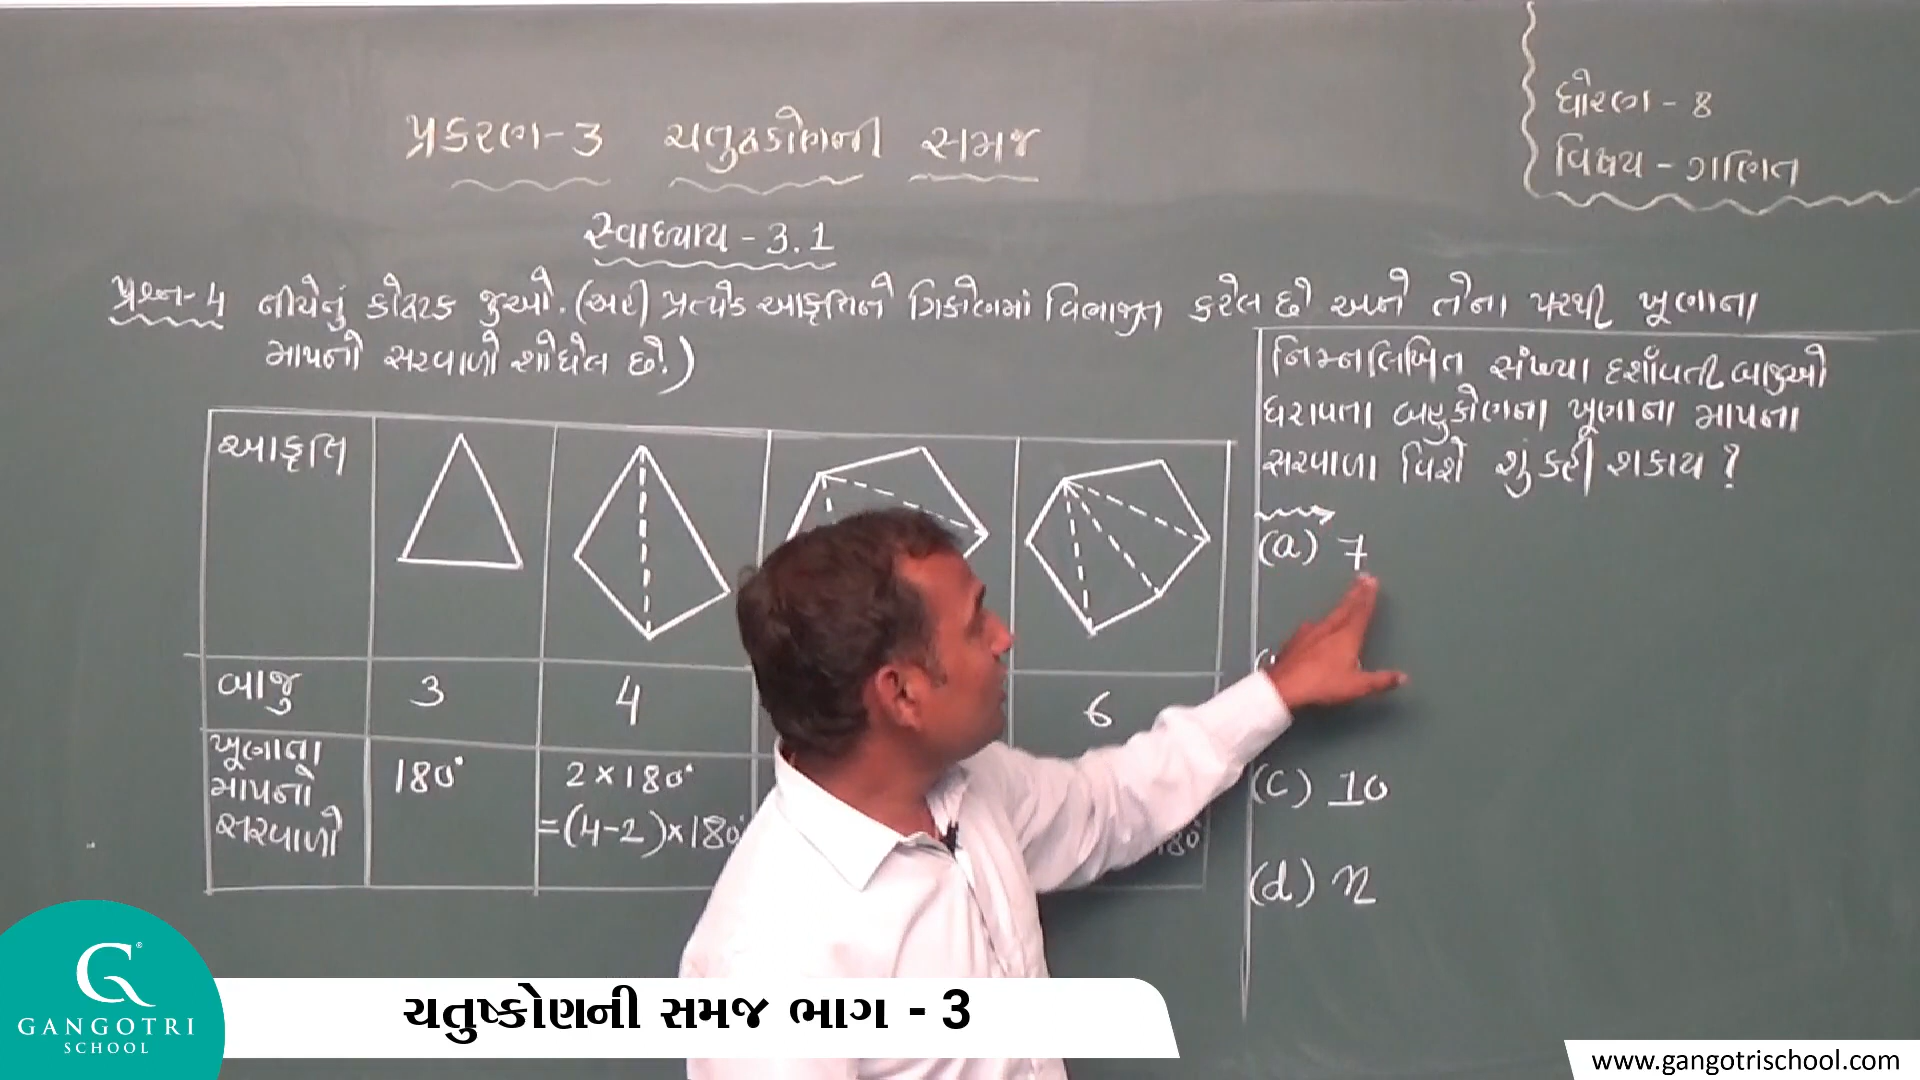 ધોરણ - 8
વિષય - ગણિત
પ્રકરણ-3 ચતુષ્કોણની સમજ
સ્વાધ્યાય - 3.1
પ્રશ્ન-4 નીચેનું કોષ્ટક જુઓ. (અહીં પ્રત્યેક આકૃતિને ત્રિકોણમાં વિભાજીત કરેલ છે અને તેના પરથી ખૂણાના
માપનો સરવાળો શોધેલ છે.)
નિમ્નલિખિત સંખ્યા દર્શાવતી બાજુઓ
ધરાવતા બહુકોણના ખૂણાના માપના
સરવાળા વિશે શું કહી શકાય ?
(a) 7
(c) 10
(d) n
આકૃતિ
બાજુ 3 4 6
ખૂણાના
માપનો
સરવાળો
180°
2×180°
=(4-2)×180°
180°
ચતુષ્કોણની સમજ ભાગ - 3
G
GANGOTRI
SCHOOL
www.gangotrischool.com